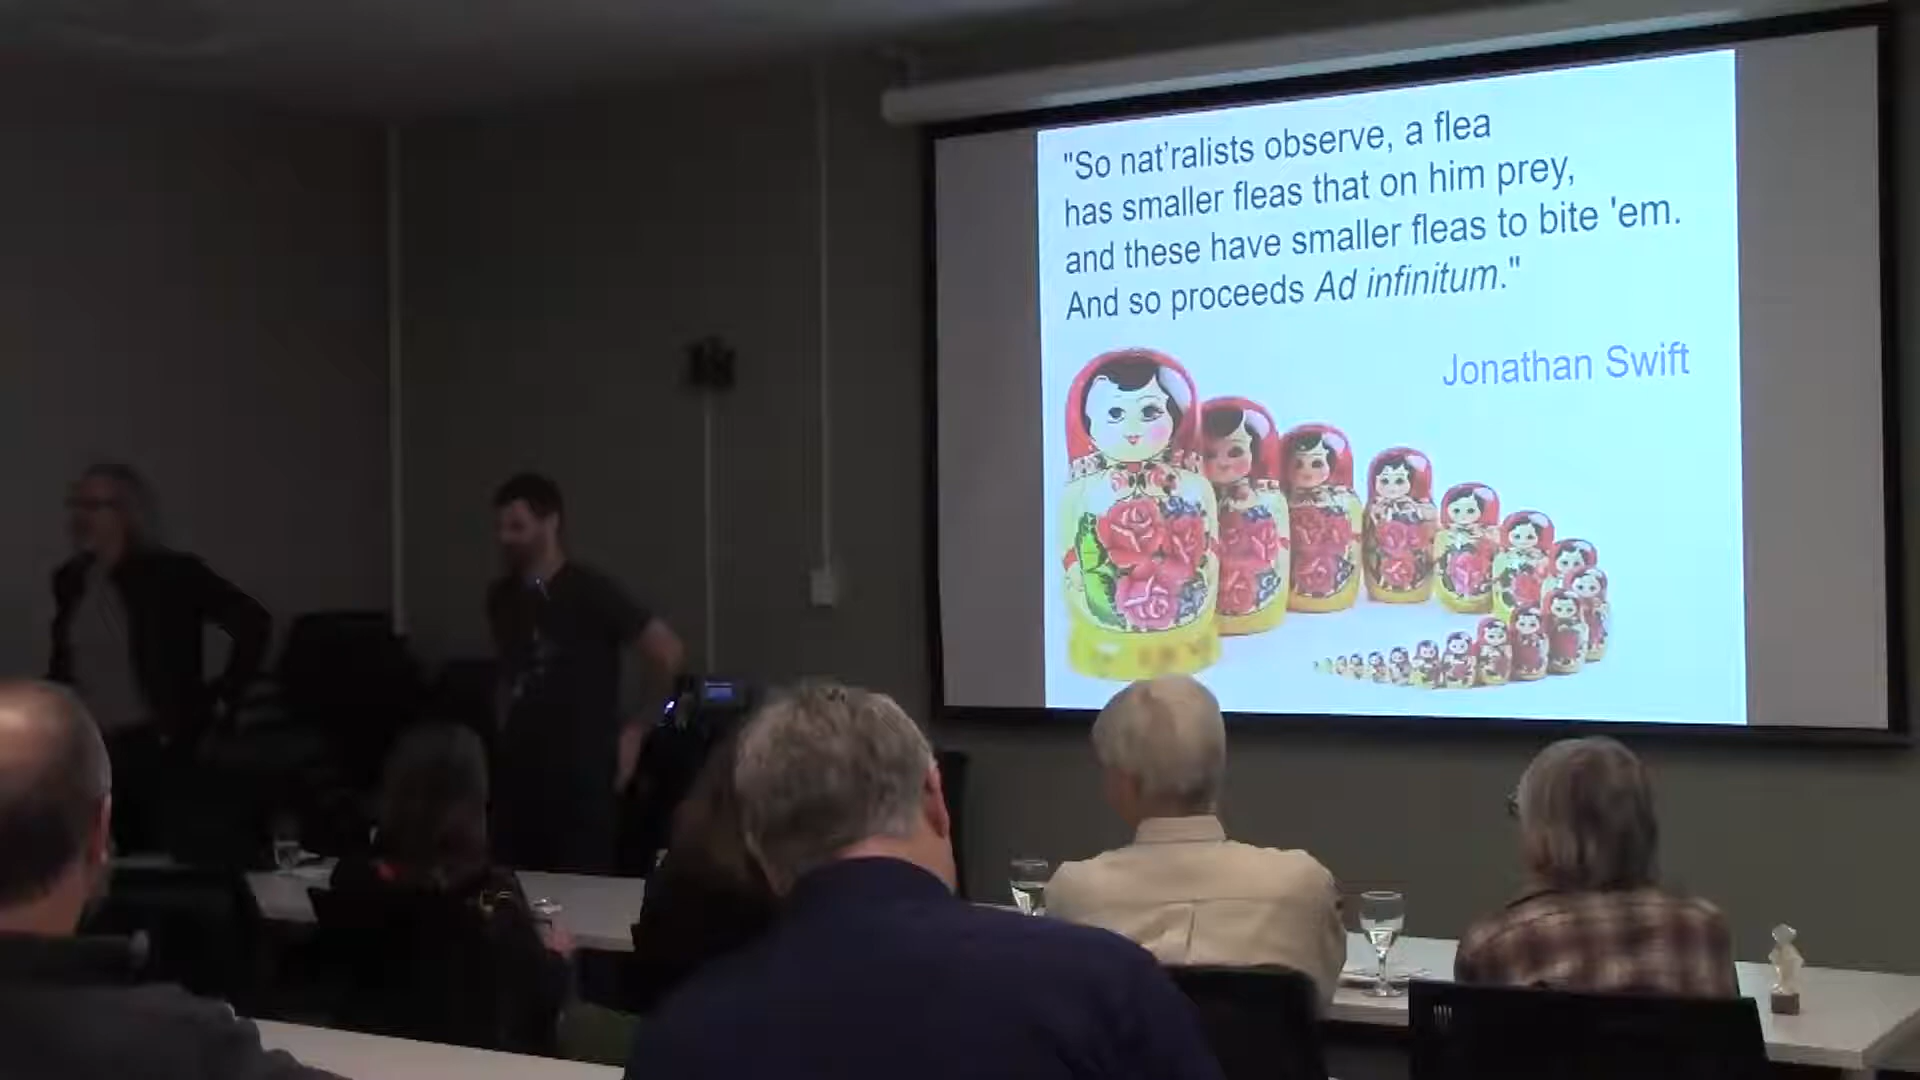 "So nat’ralists observe, a flea
has smaller fleas that on him prey,
and these have smaller fleas to bite 'em.
And so proceeds Ad infinitum."
Jonathan Swift